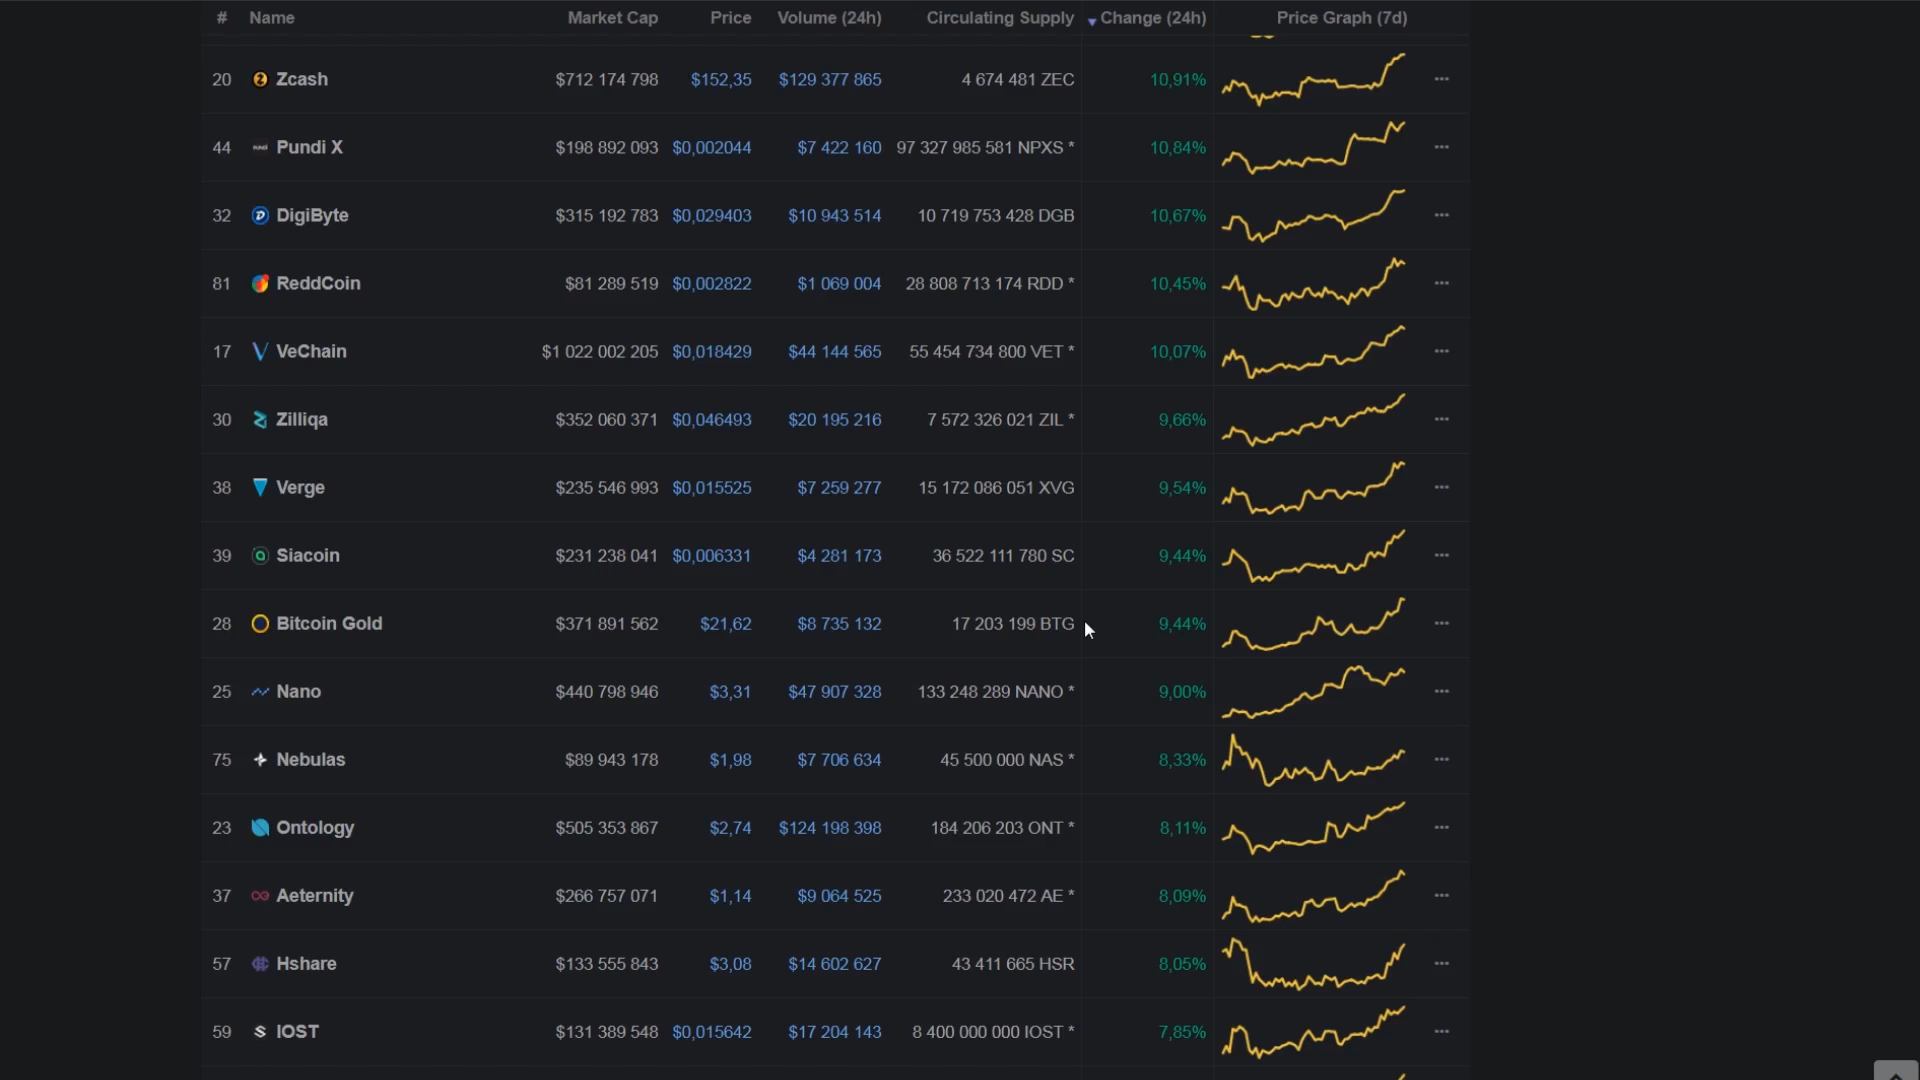 # Name Market Cap Price Volume (24h) Circulating Supply Change (24h) Price Graph (7d)
20 Zcash $712 174 798 $152,35 $129 377 865 4 674 481 ZEC 10,91%
44 Pundi X $198 892 093 $0,002044 $7 422 160 97 327 985 581 NPXS * 10,84%
32 DigiByte $315 192 783 $0,029403 $10 943 514 10 719 753 428 DGB 10,67%
81 ReddCoin $81 289 519 $0,002822 $1 069 004 28 808 713 174 RDD * 10,45%
17 VeChain $1 022 002 205 $0,018429 $44 144 565 55 454 734 800 VET * 10,07%
30 Zilliqa $352 060 371 $0,046493 $20 195 216 7 572 326 021 ZIL * 9,66%
38 Verge $235 546 993 $0,015525 $7 259 277 15 172 086 051 XVG 9,54%
39 Siacoin $231 238 041 $0,006331 $4 281 173 36 522 111 780 SC 9,44%
28 Bitcoin Gold $371 891 562 $21,62 $8 735 132 17 203 199 BTG 9,44%
25 Nano $440 798 946 $3,31 $47 907 328 133 248 289 NANO * 9,00%
75 Nebulas $89 943 178 $1,98 $7 706 634 45 500 000 NAS * 8,33%
23 Ontology $505 353 867 $2,74 $124 198 398 184 206 203 ONT * 8,11%
37 Aeternity $266 757 071 $1,14 $9 064 525 233 020 472 AE * 8,09%
57 Hshare $133 555 843 $3,08 $14 602 627 43 411 665 HSR 8,05%
59 IOST $131 389 548 $0,015642 $17 204 143 8 400 000 000 IOST * 7,85%